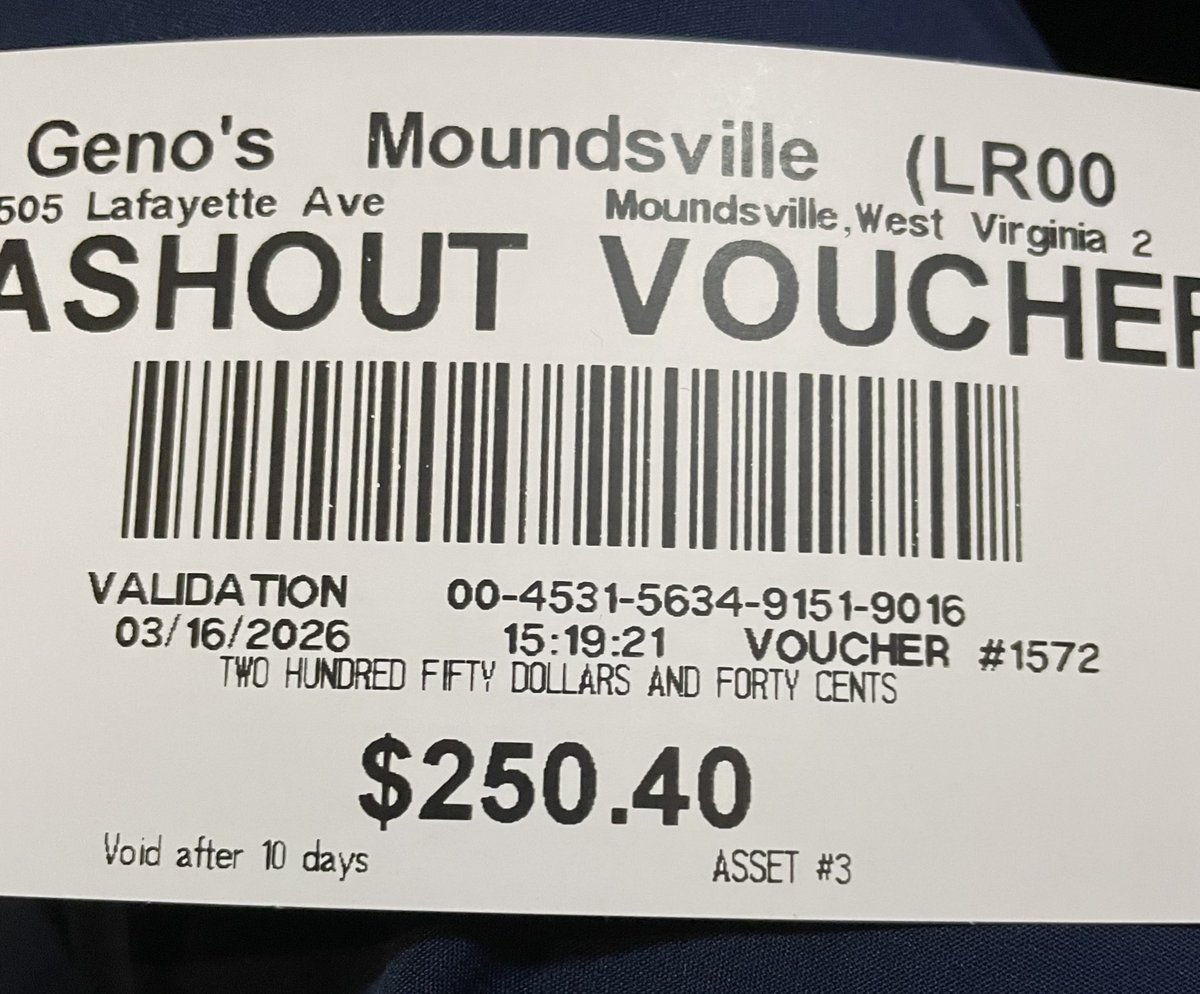 Geno's Moundsville (LR00
505 Lafayette Ave Moundsville,West Virginia 2
ASHOUT VOUCHER
VALIDATION 00-4531-5634-9151-9016
03/16/2026 15:19:21 VOUCHER #1572
TWO HUNDRED FIFTY DOLLARS AND FORTY CENTS
$250.40
Void after 10 days ASSET #3